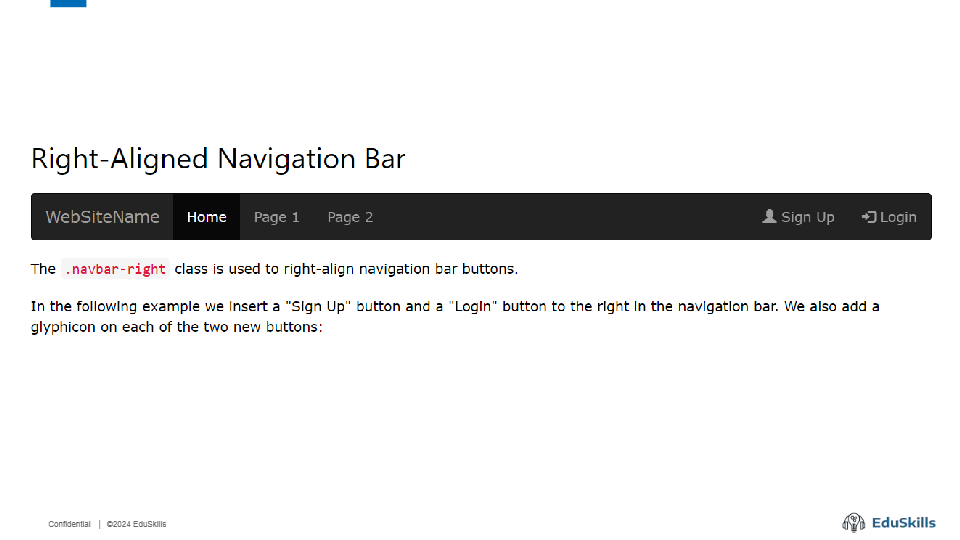 Right-Aligned Navigation Bar
WebSiteName Home Page 1 Page 2 Sign Up Login
The .navbar-right class is used to right-align navigation bar buttons.
In the following example we insert a "Sign Up" button and a "Login" button to the right in the navigation bar. We also add a
glyphicon on each of the two new buttons:
Confidential | ©2024 EduSkills
EduSkills